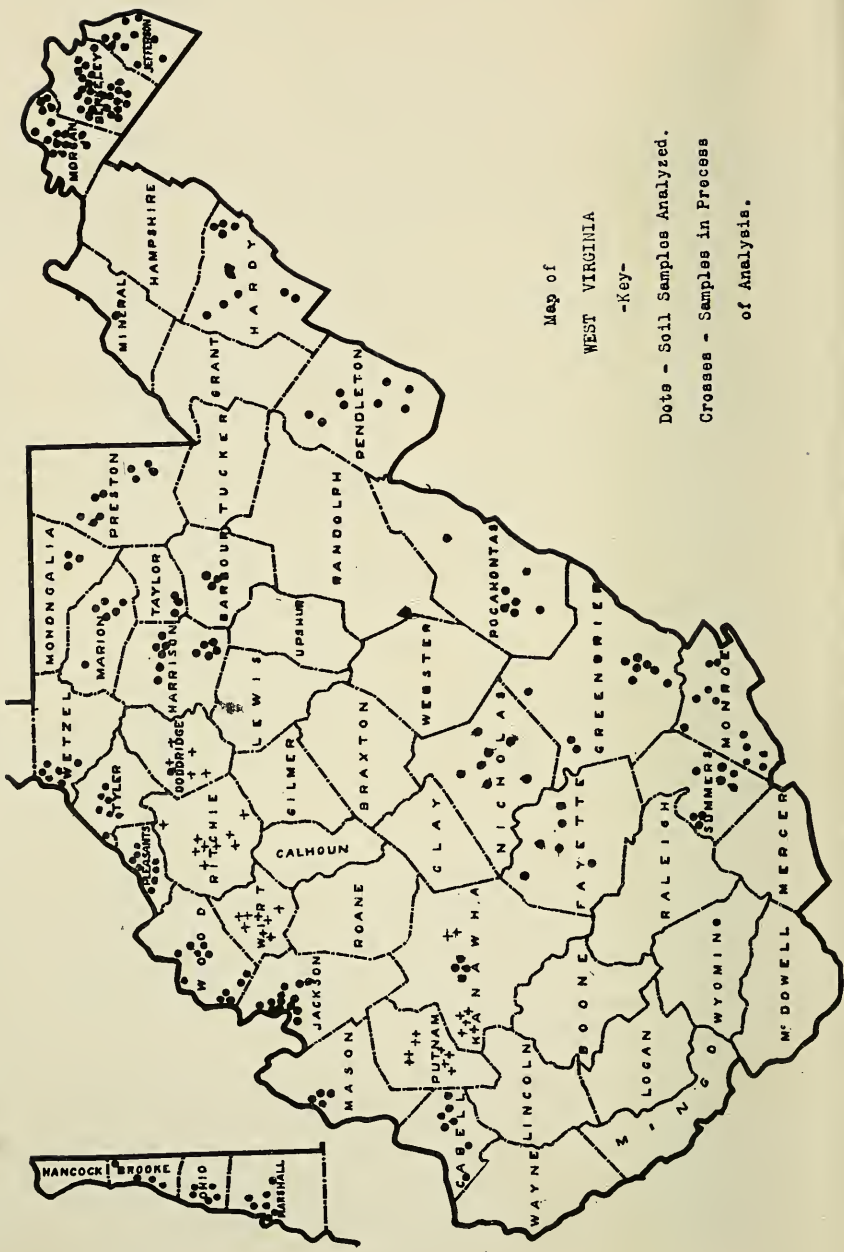 Map of
WEST VIRGINIA
-Key-
Dots - Soil Samples Analyzed.
Crosses - Samples in Process
of Analysis.
HANCOCK
BROOKE
OHIO
MARSHALL
WETZEL
MONONGALIA
MARION
PRESTON
TAYLOR
TYLER
PLEASANTS
DODDRIDGE
HARRISON
BARBOUR
TUCKER
GRANT
MINERAL
HAMPSHIRE
MORGAN
BERKELEY
JEFFERSON
HARDY
PENDLETON
RANDOLPH
UPSHUR
LEWIS
GILMER
RITCHIE
WOOD
WIRT
CALHOUN
JACKSON
ROANE
BRAXTON
WEBSTER
POCAHONTAS
MASON
PUTNAM
KANAWHA
CLAY
NICHOLAS
GREENBRIER
CABELL
WAYNE
LINCOLN
BOONE
FAYETTE
RALEIGH
SUMMERS
MONROE
LOGAN
MINGO
WYOMING
McDOWELL
MERCER